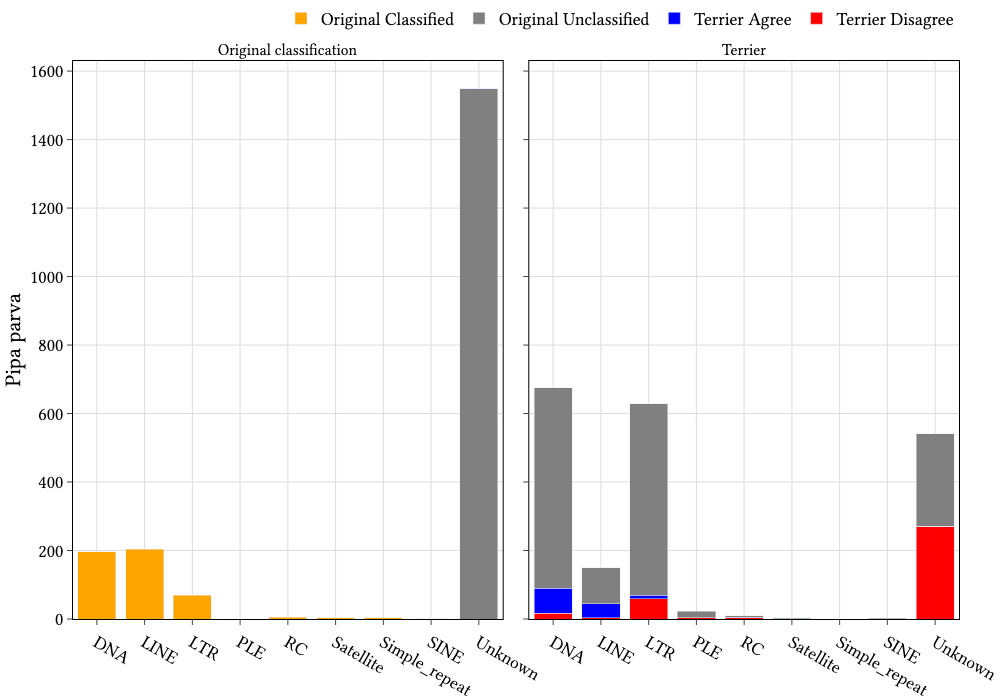 Original Classified Original Unclassified Terrier Agree Terrier Disagree
Original classification
Terrier
Pipa parva
1600
1400
1200
1000
800
600
400
200
0
DNA LINE LTR PLE RC Satellite Simple_repeat SINE Unknown
DNA LINE LTR PLE RC Satellite Simple_repeat SINE Unknown